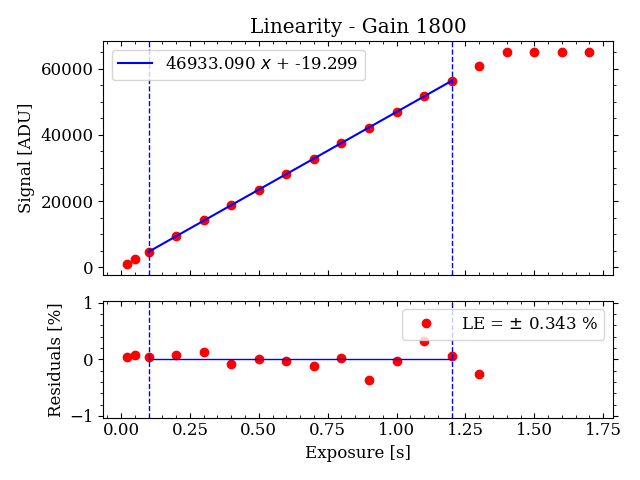 Linearity - Gain 1800
46933.090 x + -19.299
60000
40000
20000
0
Signal [ADU]
LE = ± 0.343 %
1
0
−1
Residuals [%]
0.00 0.25 0.50 0.75 1.00 1.25 1.50 1.75
Exposure [s]